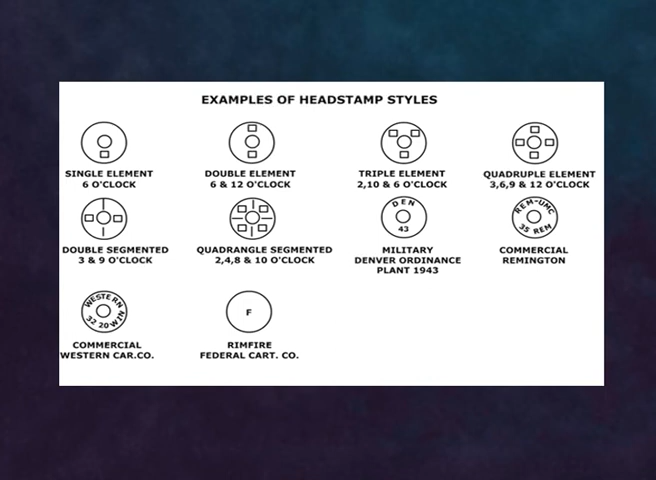 EXAMPLES OF HEADSTAMP STYLES
SINGLE ELEMENT
6 O'CLOCK
DOUBLE ELEMENT
6 & 12 O'CLOCK
TRIPLE ELEMENT
2,10 & 6 O'CLOCK
QUADRUPLE ELEMENT
3,6,9 & 12 O'CLOCK
DOUBLE SEGMENTED
3 & 9 O'CLOCK
QUADRANGLE SEGMENTED
2,4,8 & 10 O'CLOCK
DEN
43
MILITARY
DENVER ORDINANCE
PLANT 1943
REM-UMC
35 REM
COMMERCIAL
REMINGTON
WESTERN
32 20 WIN
COMMERCIAL
WESTERN CAR.CO.
F
RIMFIRE
FEDERAL CART. CO.